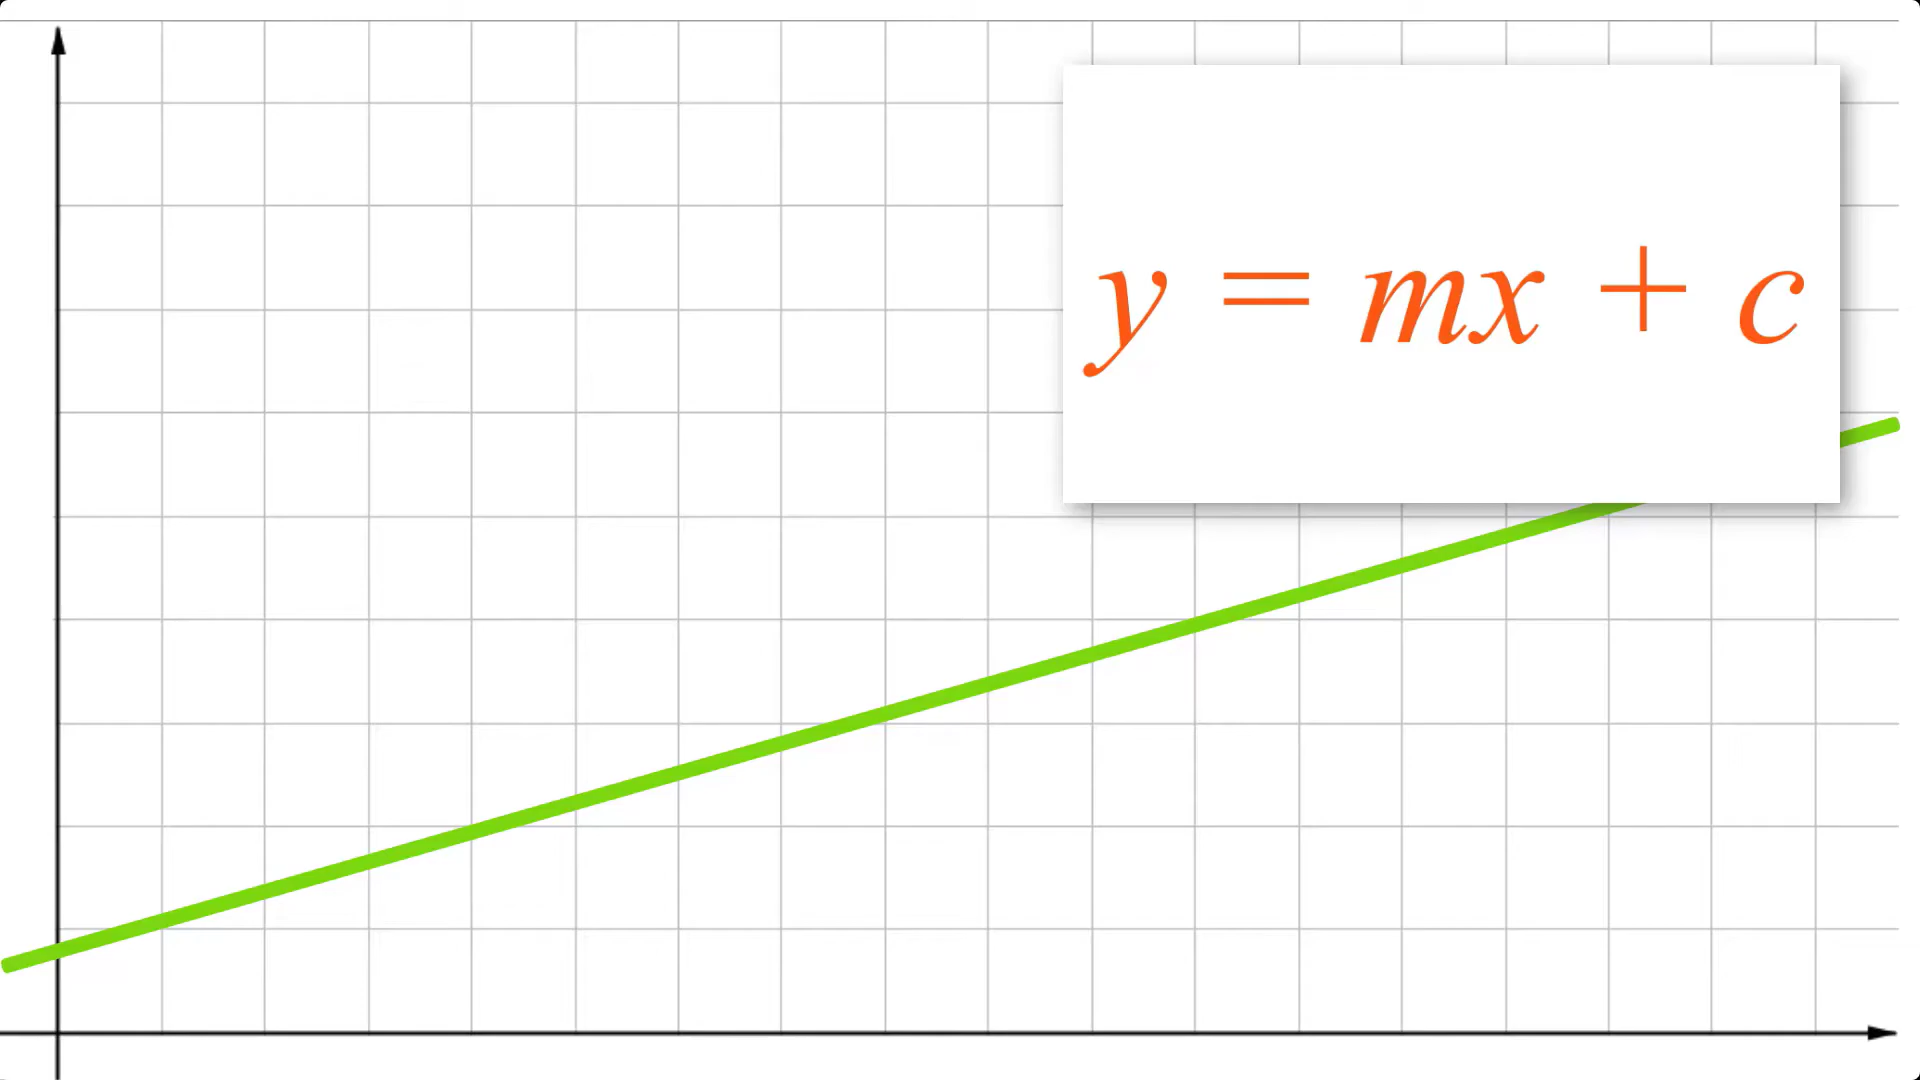 y = mx + c